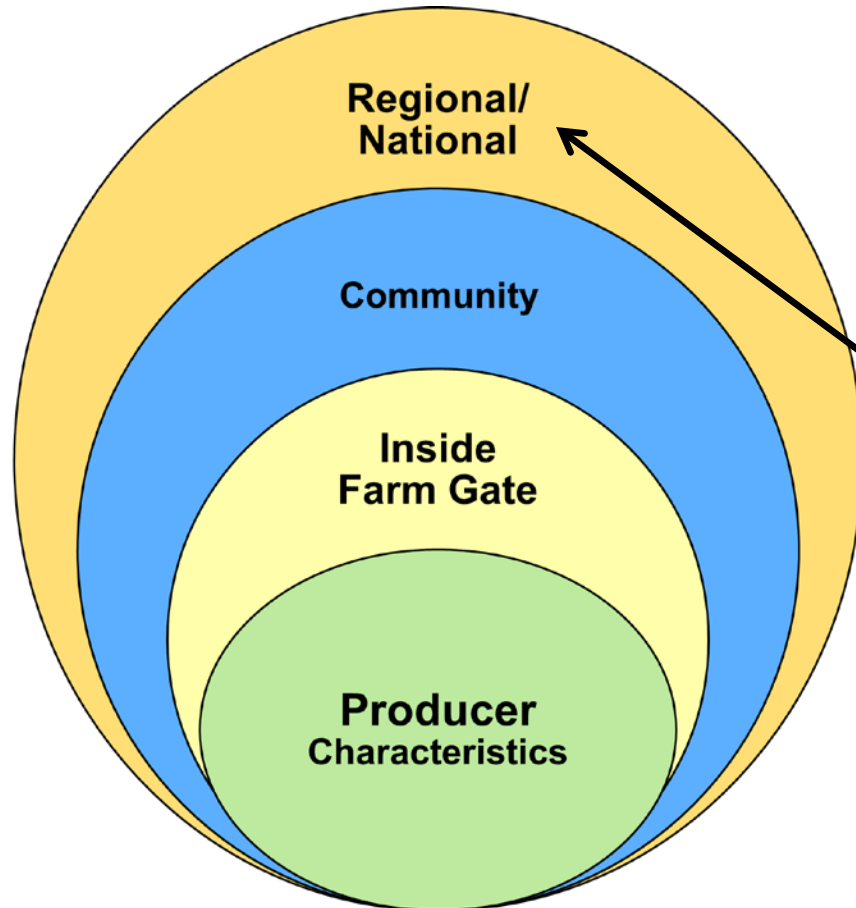 Regional/
National
Community
Inside
Farm Gate
Producer
Characteristics